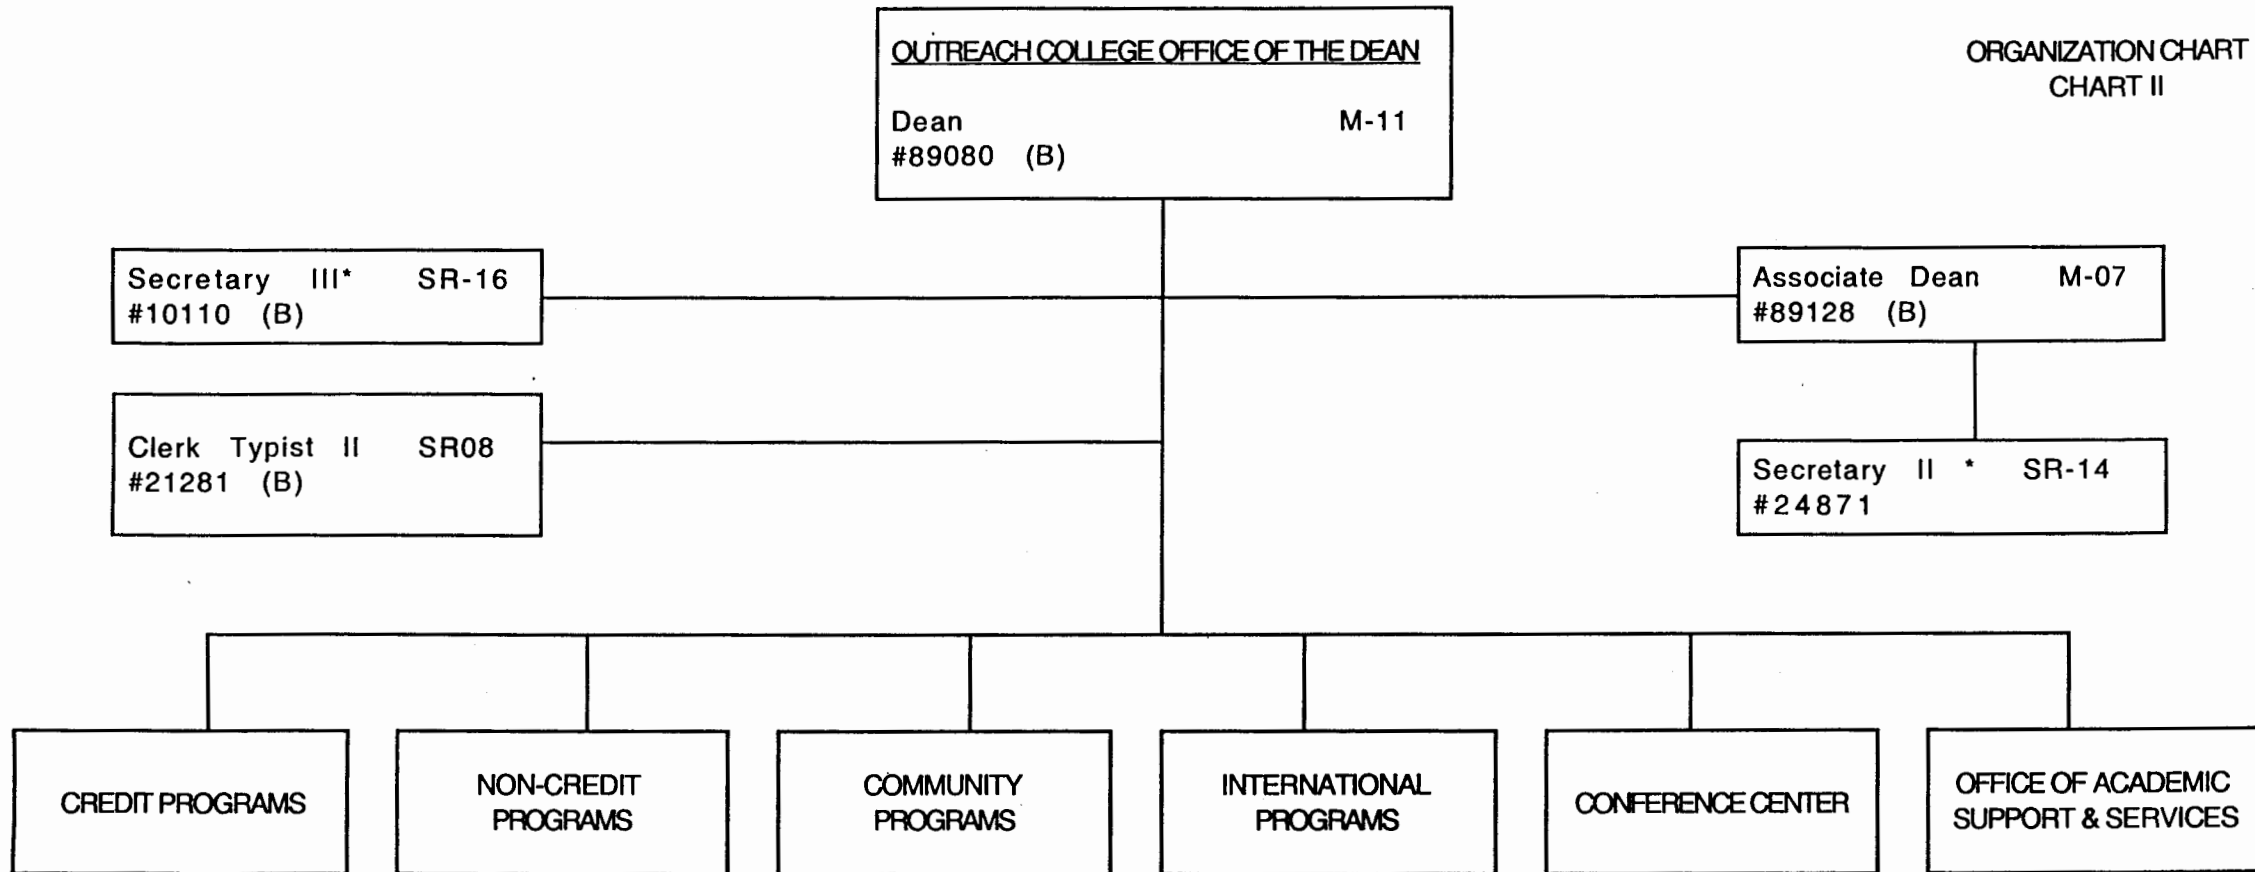 OUTREACH COLLEGE OFFICE OF THE DEAN
Dean M-11
#89080 (B)
ORGANIZATION CHART
CHART II
Secretary III* SR-16
#10110 (B)
Associate Dean M-07
#89128 (B)
Clerk Typist II SR08
#21281 (B)
Secretary II * SR-14
#24871
CREDIT PROGRAMS
NON-CREDIT
PROGRAMS
COMMUNITY
PROGRAMS
INTERNATIONAL
PROGRAMS
CONFERENCE CENTER
OFFICE OF ACADEMIC
SUPPORT & SERVICES